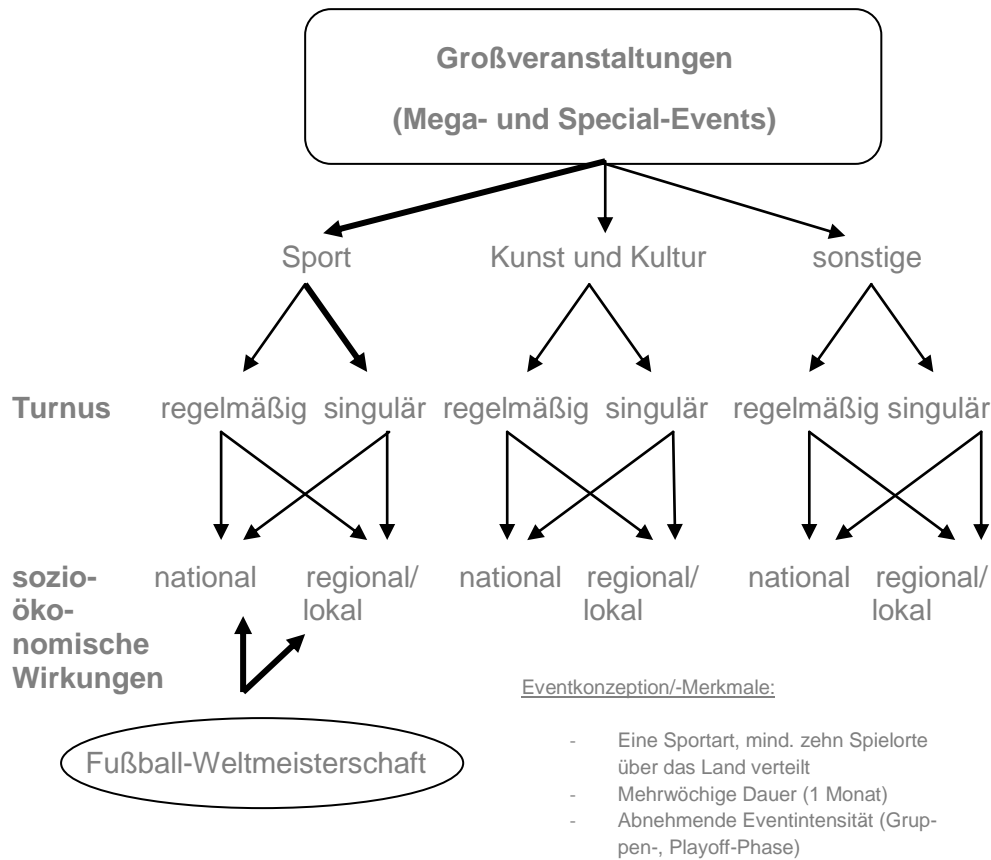 Großveranstaltungen
(Mega- und Special-Events)
Sport Kunst und Kultur sonstige
Turnus regelmäßig singulär regelmäßig singulär regelmäßig singulär
sozio- national regional/ national regional/ national regional/
öko- lokal lokal lokal
nomische
Wirkungen
Eventkonzeption/-Merkmale:
Fußball-Weltmeisterschaft
- Eine Sportart, mind. zehn Spielorte
über das Land verteilt
- Mehrwöchige Dauer (1 Monat)
- Abnehmende Eventintensität (Grup-
pen-, Playoff-Phase)